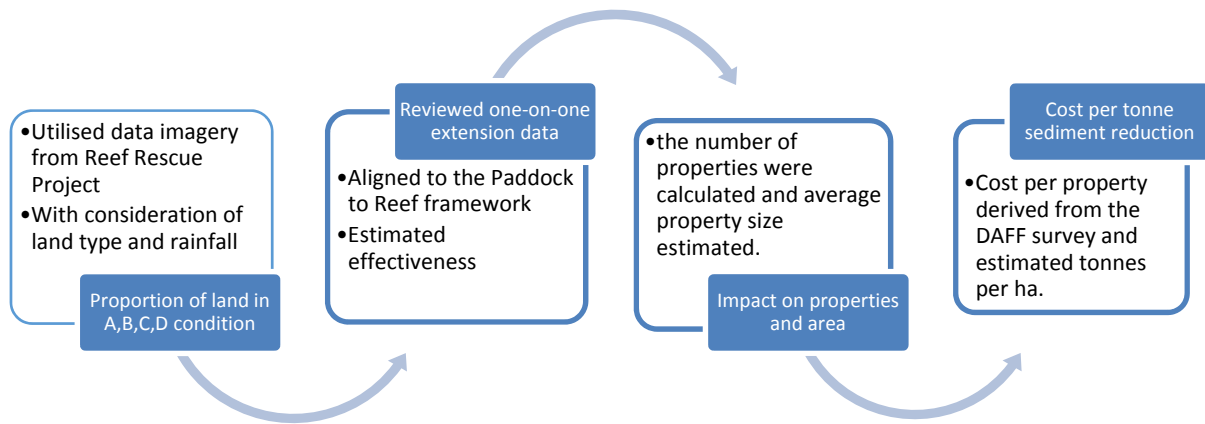 •Utilised data imagery
from Reef Rescue
Project
•With consideration of
land type and rainfall
Proportion of land in
A,B,C,D condition
Reviewed one-on-one
extension data
•Aligned to the Paddock
to Reef framework
•Estimated
effectiveness
•the number of
properties were
calculated and average
property size
estimated.
Impact on properties
and area
Cost per tonne
sediment reduction
•Cost per property
derived from the
DAFF survey and
estimated tonnes
per ha.